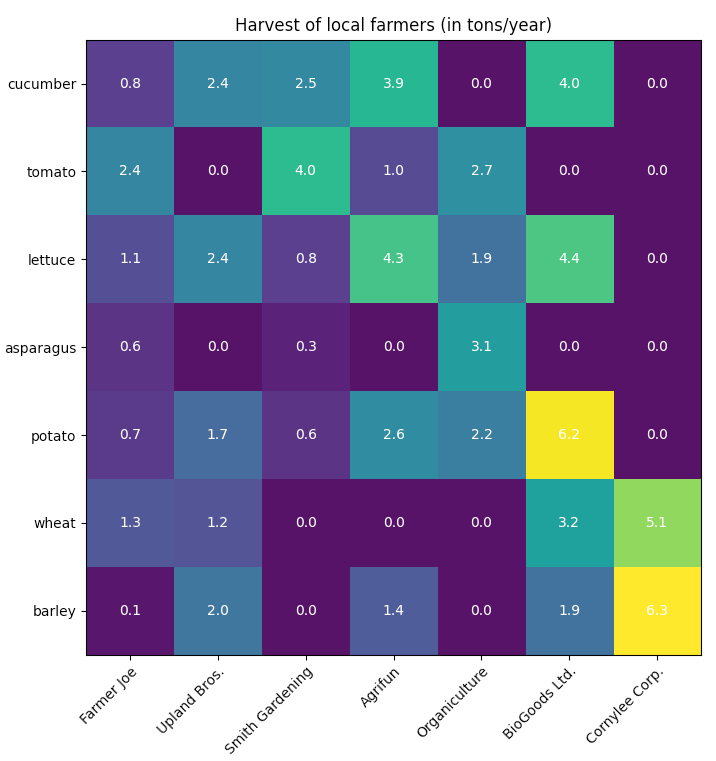 Harvest of local farmers (in tons/year)
cucumber 0.8 2.4 2.5 3.9 0.0 4.0 0.0
tomato 2.4 0.0 4.0 1.0 2.7 0.0 0.0
lettuce 1.1 2.4 0.8 4.3 1.9 4.4 0.0
asparagus 0.6 0.0 0.3 0.0 3.1 0.0 0.0
potato 0.7 1.7 0.6 2.6 2.2 6.2 0.0
wheat 1.3 1.2 0.0 0.0 0.0 3.2 5.1
barley 0.1 2.0 0.0 1.4 0.0 1.9 6.3
Farmer Joe
Upland Bros.
Smith Gardening
Agrifun
Organiculture
BioGoods Ltd.
Cornylee Corp.